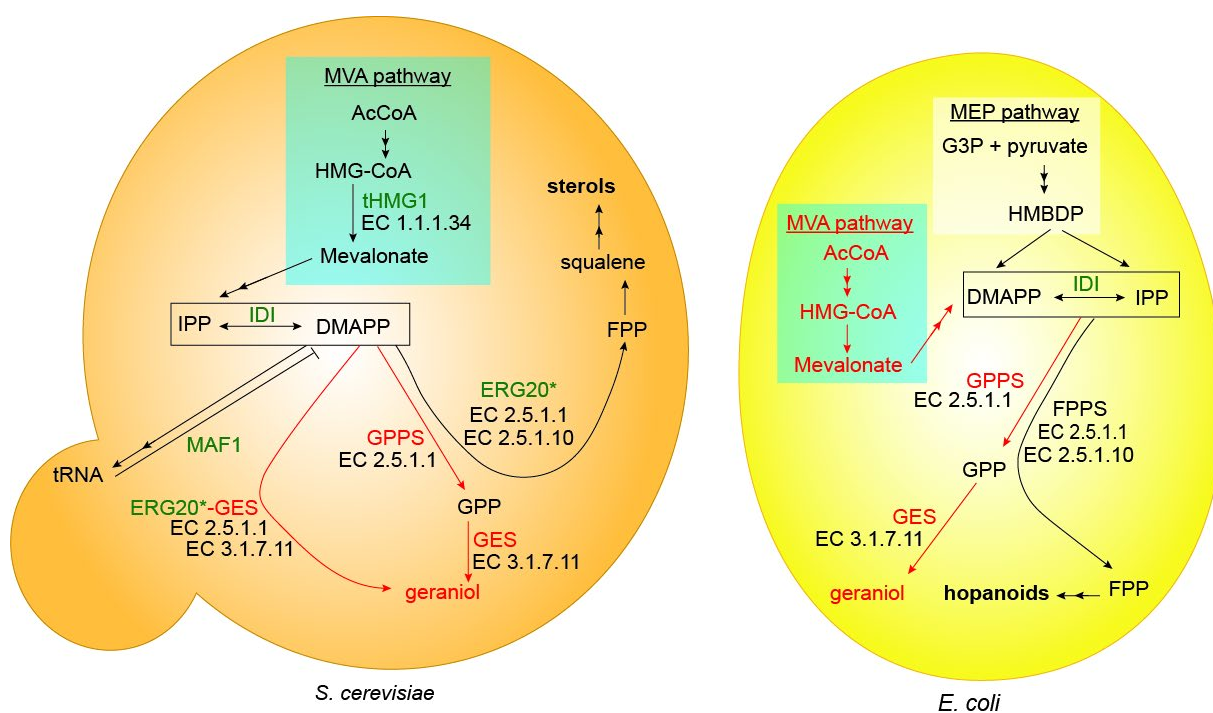 MVA pathway
AcCoA
HMG-CoA
tHMG1
EC 1.1.1.34
Mevalonate
sterols
squalene
FPP
IPP
IDI
DMAPP
ERG20*
EC 2.5.1.1
EC 2.5.1.10
MAF1
tRNA
GPPS
EC 2.5.1.1
ERG20*-GES
EC 2.5.1.1
EC 3.1.7.11
GPP
GES
EC 3.1.7.11
geraniol
S. cerevisiae
MEP pathway
G3P + pyruvate
HMBDP
MVA pathway
AcCoA
HMG-CoA
Mevalonate
DMAPP
IDI
IPP
GPPS
EC 2.5.1.1
FPPS
EC 2.5.1.1
EC 2.5.1.10
GPP
GES
EC 3.1.7.11
geraniol
hopanoids
FPP
E. coli